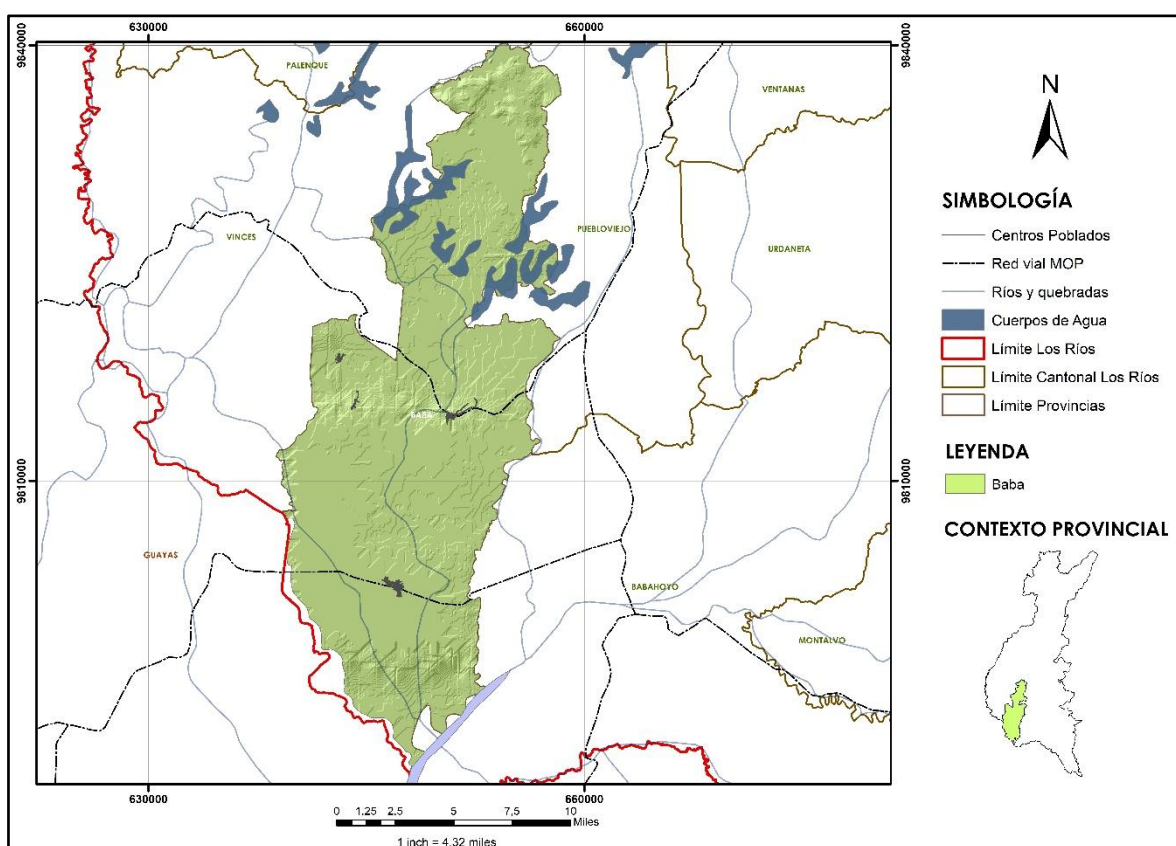 630000
660000
9840000
9840000
PALENQUE
VENTANAS
VINCES
PUEBLOVIEJO
URDANETA
BABA
9810000
9810000
GUAYAS
BABAHOYO
MONTALVO
630000
660000
0 1.25 2.5 5 7,5 10
Miles
1 inch = 4.32 miles
N
SIMBOLOGÍA
Centros Poblados
Red vial MOP
Ríos y quebradas
Cuerpos de Agua
Límite Los Ríos
Límite Cantonal Los Ríos
Límite Provincias
LEYENDA
Baba
CONTEXTO PROVINCIAL